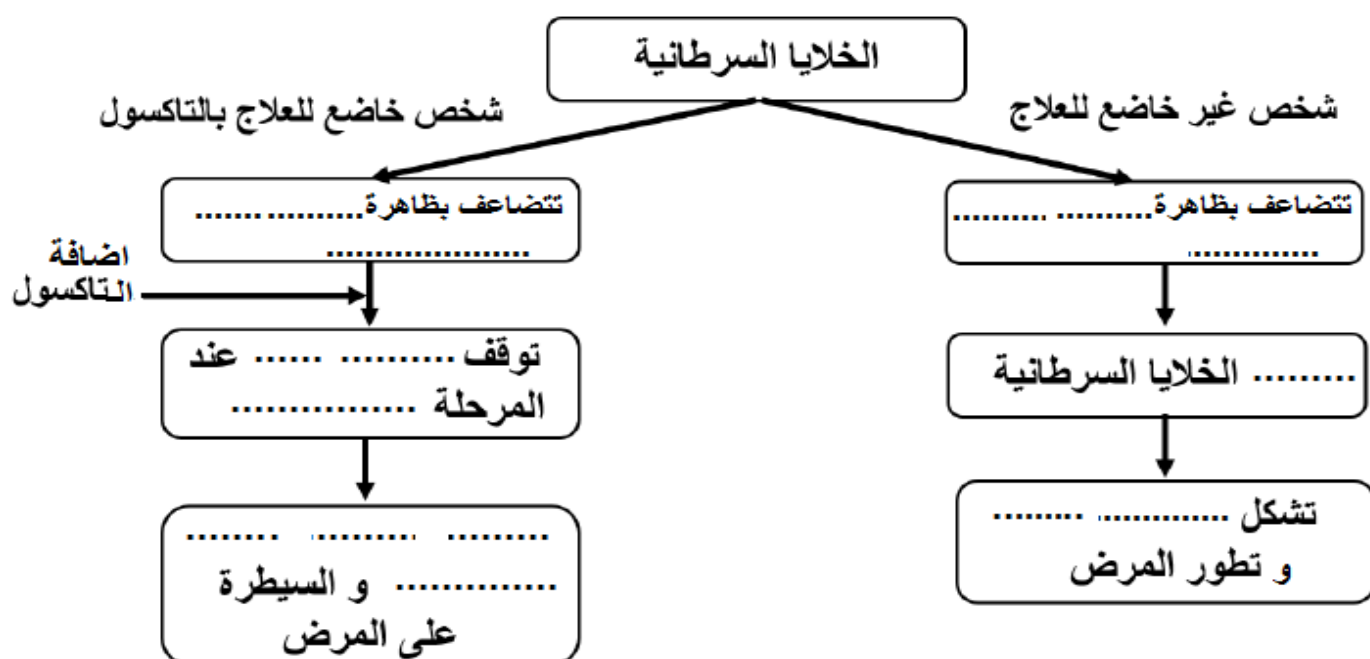 الخلايا السرطانية
شخص غير خاضع للعلاج
شخص خاضع للعلاج بالتاكسول
تتضاعف بظاهرة.......... ..........
.............
تتضاعف بظاهرة.......... .......
......................
اضافة
التاكسول
......... الخلايا السرطانية
توقف .......... ...... عند
المرحلة ................
تشكل ............. .........
و تطور المرض
......... ......... ........
.............. و السيطرة
على المرض